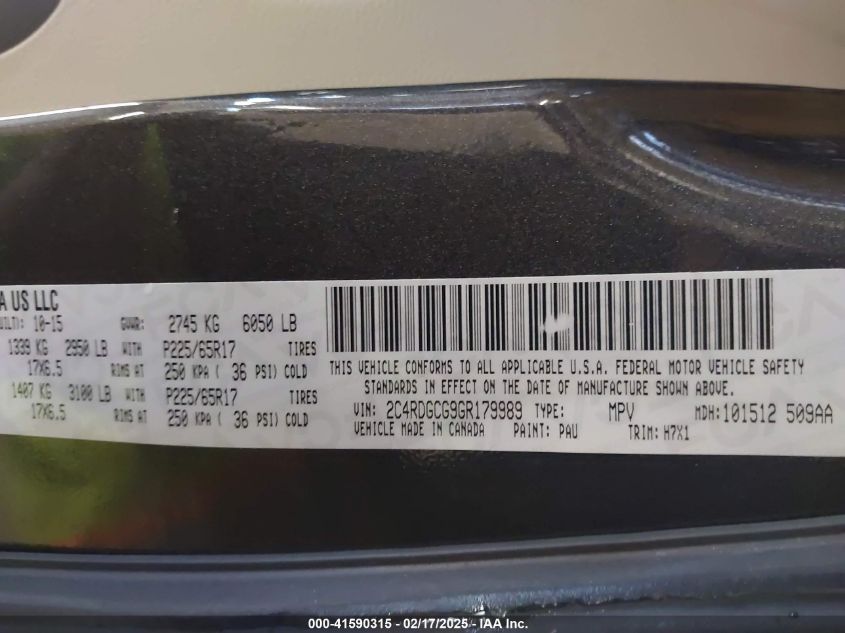 A US LLC
UILT): 10-15 GVWR: 2745 KG 6050 LB
1339 KG 2950 LB WITH P225/65R17 TIRES
17X6.5 RIMS AT 250 KPA ( 36 PSI) COLD
1407 KG 3100 LB WITH P225/65R17 TIRES
17X6.5 RIMS AT 250 KPA ( 36 PSI) COLD
THIS VEHICLE CONFORMS TO ALL APPLICABLE U.S.A. FEDERAL MOTOR VEHICLE SAFETY
STANDARDS IN EFFECT ON THE DATE OF MANUFACTURE SHOWN ABOVE.
VIN: 2C4RDGCG9GR179989 TYPE: MPV MDH: 101512 509AA
VEHICLE MADE IN CANADA PAINT: PAU TRIM: H7X1
000-41590315 - 02/17/2025 - IAA Inc.